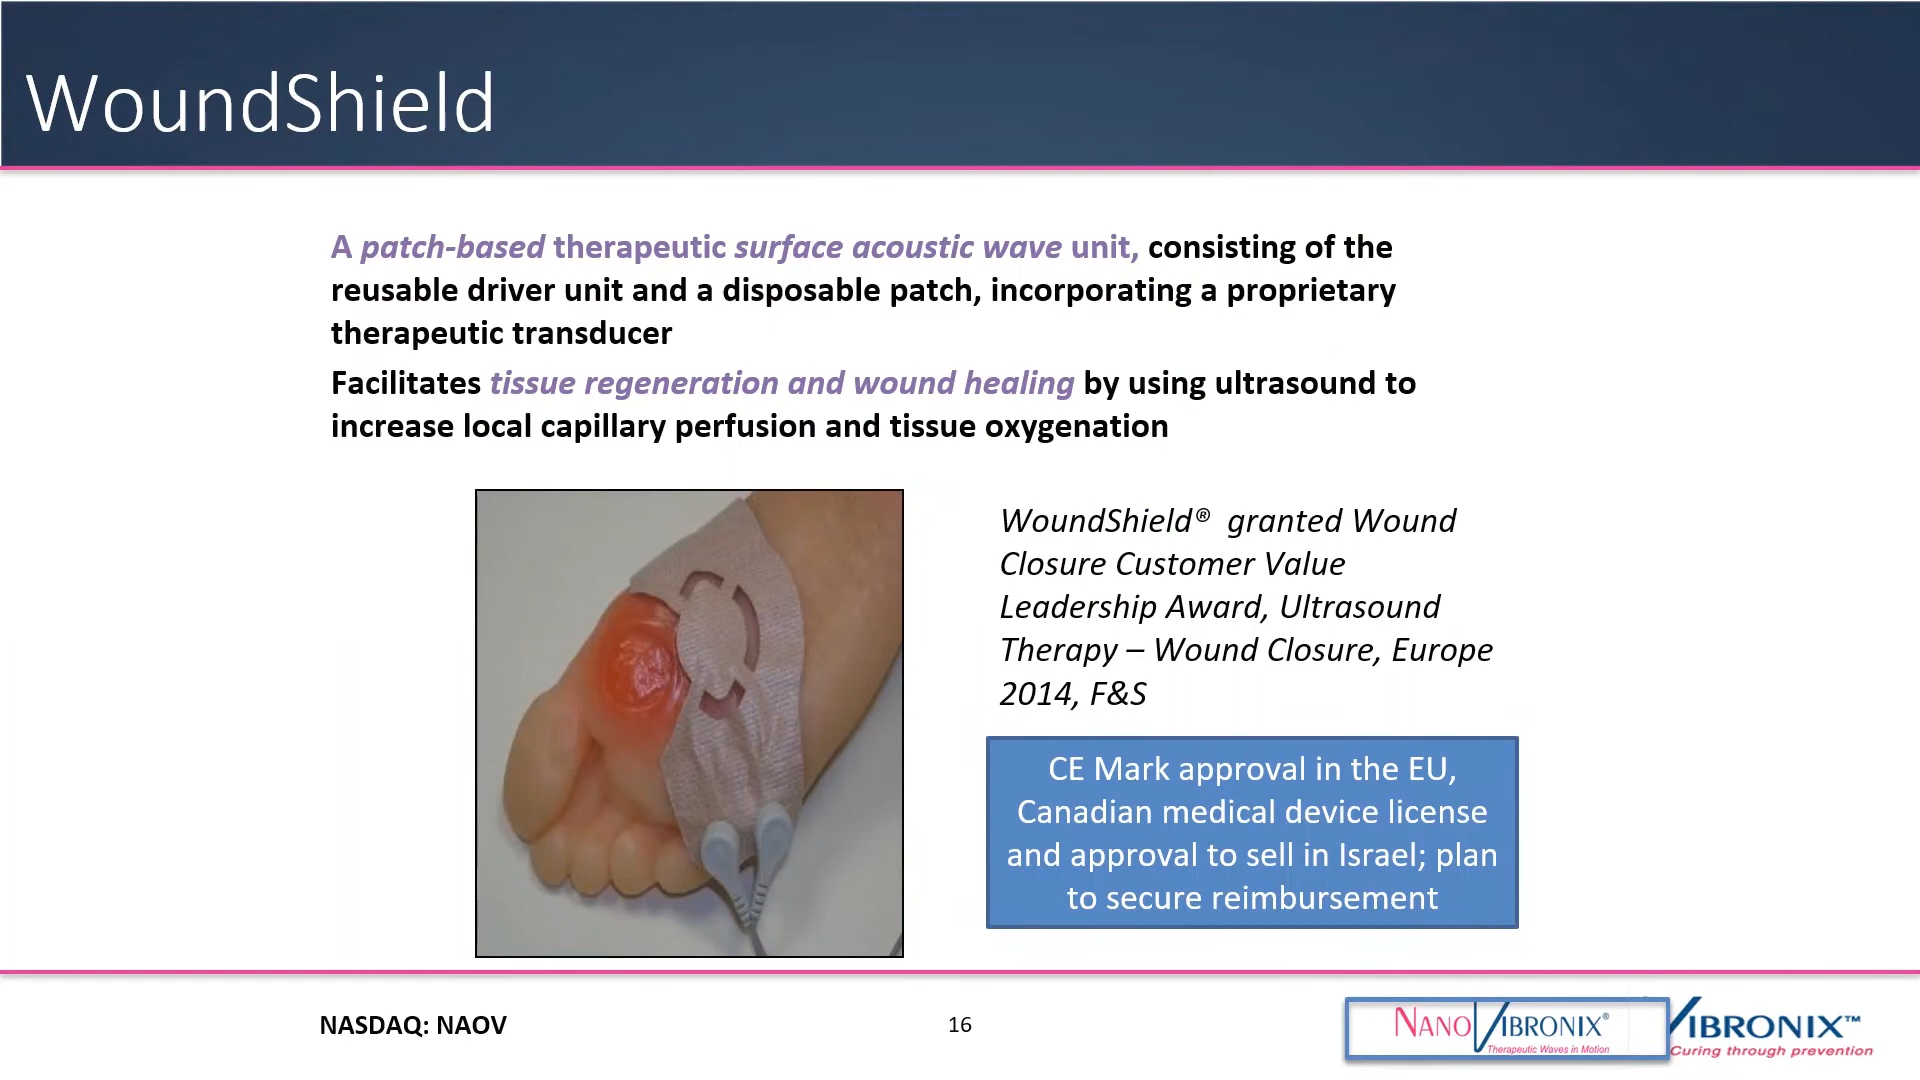 WoundShield
A patch-based therapeutic surface acoustic wave unit, consisting of the
reusable driver unit and a disposable patch, incorporating a proprietary
therapeutic transducer
Facilitates tissue regeneration and wound healing by using ultrasound to
increase local capillary perfusion and tissue oxygenation
WoundShield® granted Wound
Closure Customer Value
Leadership Award, Ultrasound
Therapy – Wound Closure, Europe
2014, F&S
CE Mark approval in the EU,
Canadian medical device license
and approval to sell in Israel; plan
to secure reimbursement
NASDAQ: NAOV
16
NANOVIBRONIX®
Therapeutic Waves in Motion
VIBRONIX™
Curing through prevention